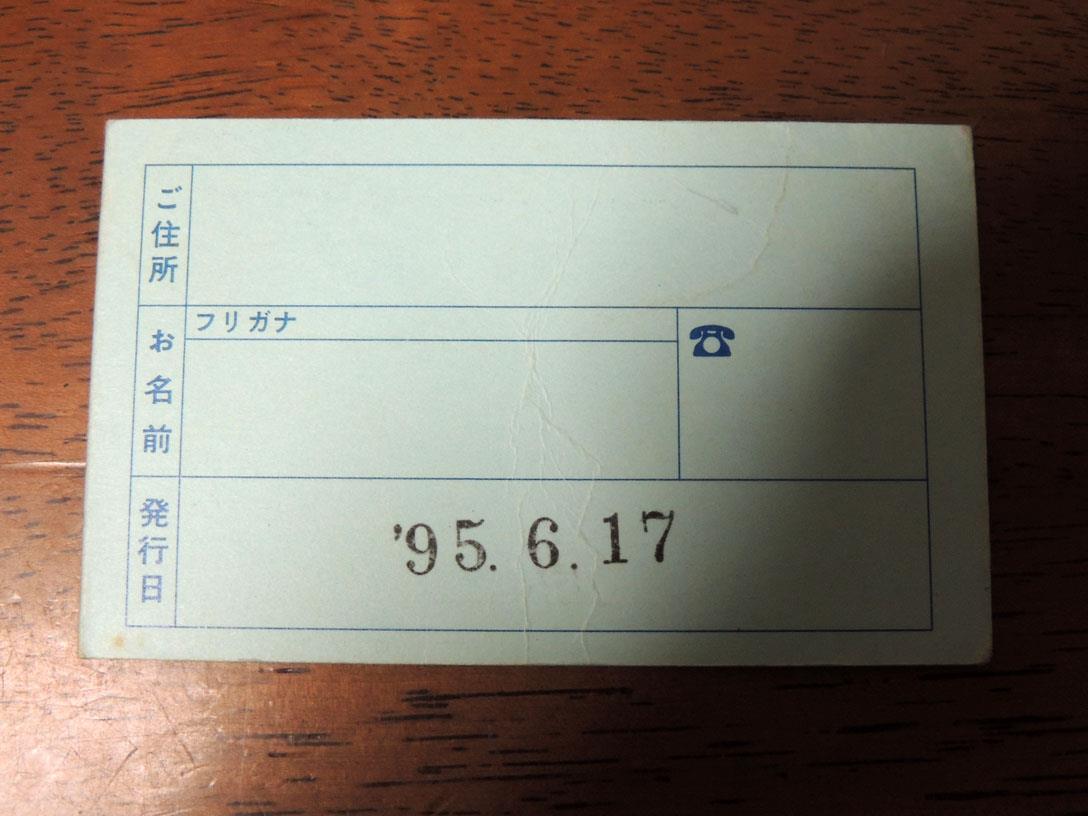 ご住所
お名前
フリガナ
☎
発行日
'95. 6. 17